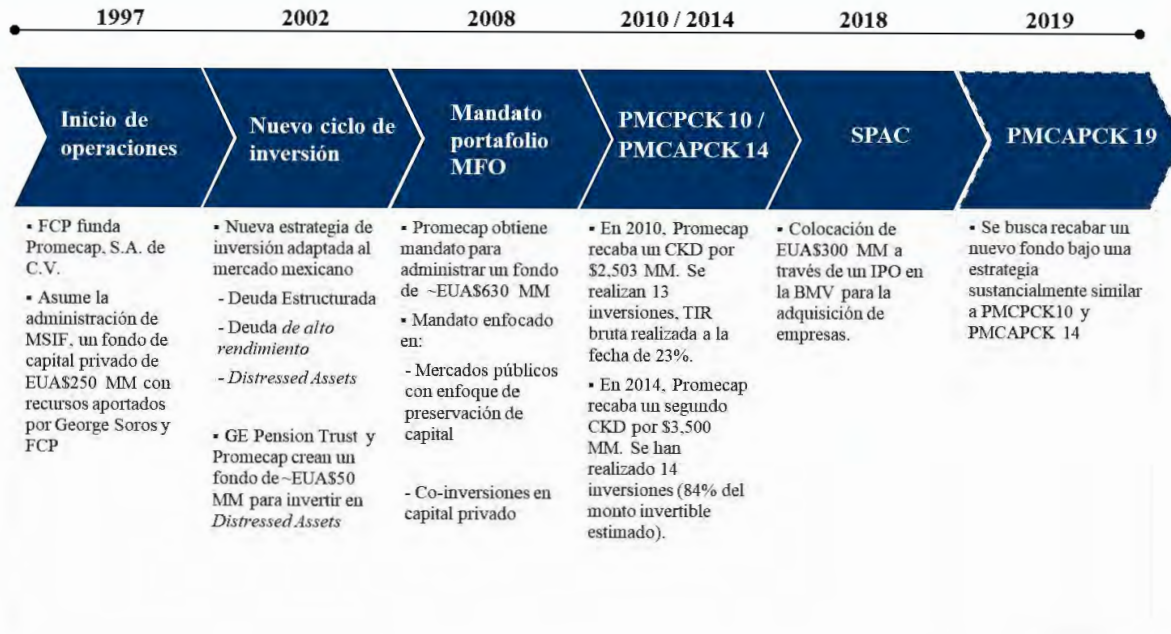 1997
2002
2008
2010 / 2014
2018
2019
Inicio de
operaciones
Nuevo ciclo de
inversión
Mandato
portafolio
MFO
PMCPCK 10 /
PMCAPCK 14
SPAC
PMCAPCK 19
▪ FCP funda
Promecap, S.A. de
C.V.
▪ Asume la
administración de
MSIF, un fondo de
capital privado de
EUA$250 MM con
recursos aportados
por George Soros y
FCP
▪ Nueva estrategia de
inversión adaptada al
mercado mexicano
- Deuda Estructurada
- Deuda de alto
rendimiento
- Distressed Assets
▪ GE Pension Trust y
Promecap crean un
fondo de ~EUA$50
MM para invertir en
Distressed Assets
▪ Promecap obtiene
mandato para
administrar un fondo
de ~EUA$630 MM
▪ Mandato enfocado
en:
- Mercados públicos
con enfoque de
preservación de
capital
- Co-inversiones en
capital privado
▪ En 2010, Promecap
recaba un CKD por
$2,503 MM. Se
realizan 13
inversiones, TIR
bruta realizada a la
fecha de 23%.
▪ En 2014, Promecap
recaba un segundo
CKD por $3,500
MM. Se han
realizado 14
inversiones (84% del
monto invertible
estimado).
▪ Colocación de
EUA$300 MM a
través de un IPO en
la BMV para la
adquisición de
empresas.
▪ Se busca recabar un
nuevo fondo bajo una
estrategia
sustancialmente similar
a PMCPCK10 y
PMCAPCK 14